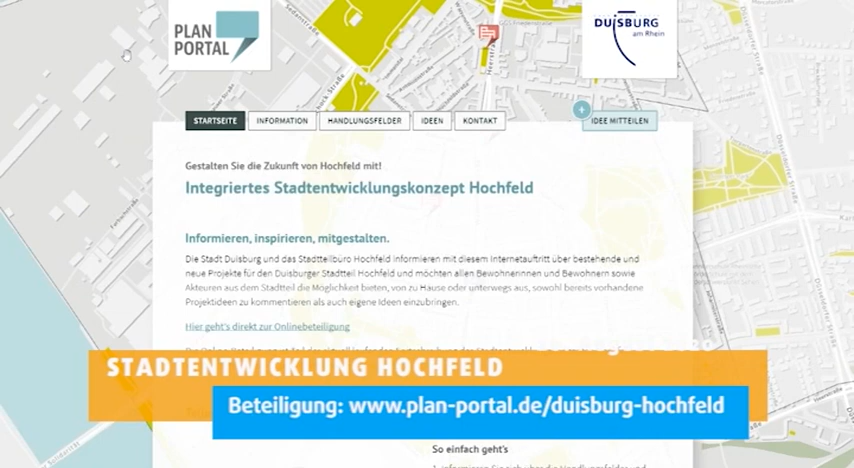 PLAN
PORTAL
DUISBURG
am Rhein
STARTSEITE
INFORMATION
HANDLUNGSFELDER
IDEEN
KONTAKT
+
IDEE MITTEILEN
Gestalten Sie die Zukunft von Hochfeld mit!
Integriertes Stadtentwicklungskonzept Hochfeld
Informieren, inspirieren, mitgestalten.
Die Stadt Duisburg und das Stadtteilbüro Hochfeld informieren mit diesem Internetauftritt über bestehende und
neue Projekte für den Duisburger Stadtteil Hochfeld und möchten allen Bewohnerinnen und Bewohnern sowie
Akteuren aus dem Stadtteil die Möglichkeit bieten, von zu Hause oder unterwegs aus, sowohl bereits vorhandene
Projektideen zu kommentieren als auch eigene Ideen einzubringen.
Hier geht's direkt zur Onlinebeteiligung
STADTENTWICKLUNG HOCHFELD
Beteiligung: www.plan-portal.de/duisburg-hochfeld
So einfach geht's